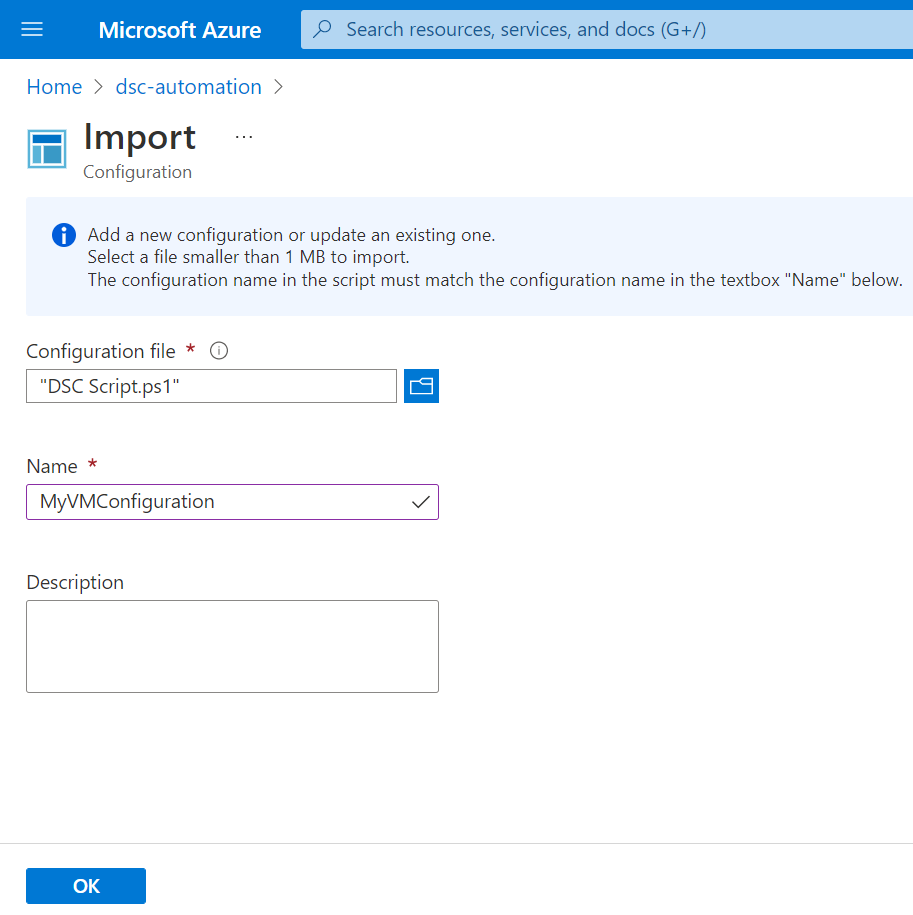 Microsoft Azure
Search resources, services, and docs (G+/)
Home > dsc-automation >
Import ...
Configuration
Add a new configuration or update an existing one.
Select a file smaller than 1 MB to import.
The configuration name in the script must match the configuration name in the textbox "Name" below.
Configuration file *
"DSC Script.ps1"
Name *
MyVMConfiguration
Description
OK